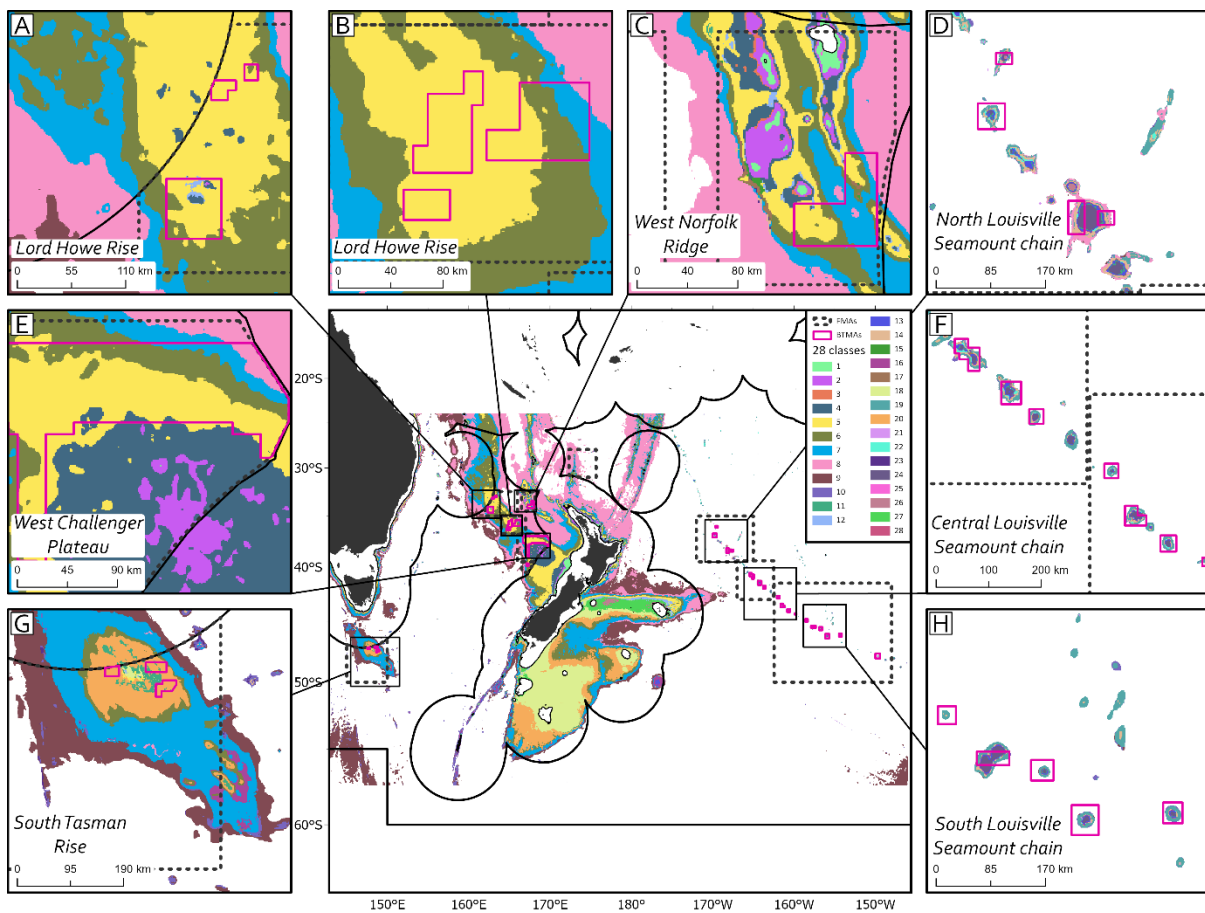 A
Lord Howe Rise
0 55 110 km
B
Lord Howe Rise
0 40 80 km
C
West Norfolk
Ridge
0 40 80 km
D
North Louisville
Seamount chain
0 85 170 km
E
West Challenger
Plateau
0 45 90 km
FMAs
BTMAs
28 classes
1
2
3
4
5
6
7
8
9
10
11
12
13
14
15
16
17
18
19
20
21
22
23
24
25
26
27
28
20°S
30°S
40°S
50°S
60°S
150°E 160°E 170°E 180° 170°W 160°W 150°W
F
Central Louisville
Seamount chain
0 100 200 km
G
South Tasman
Rise
0 95 190 km
H
South Louisville
Seamount chain
0 85 170 km